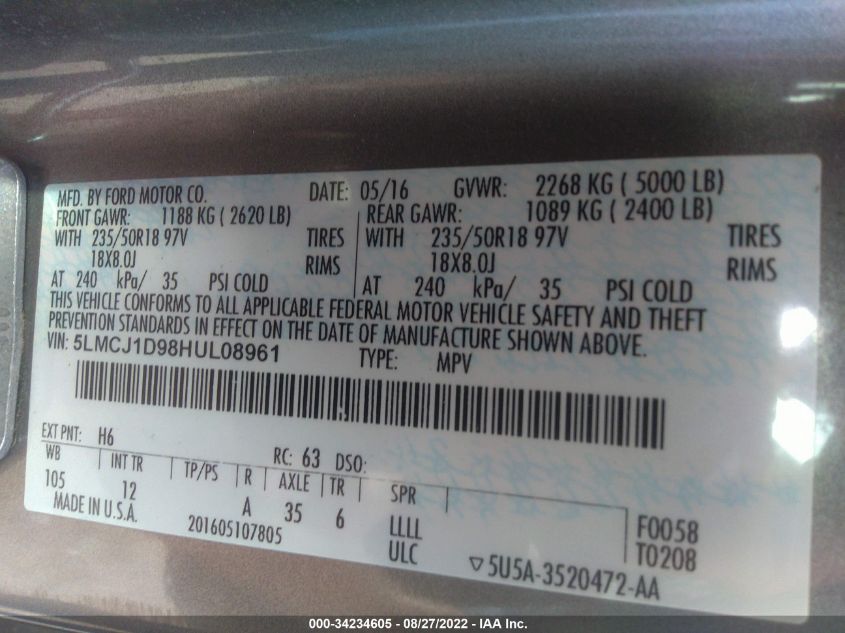 MFD. BY FORD MOTOR CO. DATE: 05/16 GVWR: 2268 KG ( 5000 LB)
FRONT GAWR: 1188 KG ( 2620 LB) REAR GAWR: 1089 KG ( 2400 LB)
WITH 235/50R18 97V TIRES WITH 235/50R18 97V TIRES
18X8.0J RIMS 18X8.0J RIMS
AT 240 kPa/ 35 PSI COLD AT 240 kPa/ 35 PSI COLD
THIS VEHICLE CONFORMS TO ALL APPLICABLE FEDERAL MOTOR VEHICLE SAFETY AND THEFT
PREVENTION STANDARDS IN EFFECT ON THE DATE OF MANUFACTURE SHOWN ABOVE.
VIN: 5LMCJ1D98HUL08961 TYPE: MPV
EXT PNT: H6 RC: 63 DSO:
WB INT TR TP/PS R AXLE TR SPR
105 12 A 35 6 LLLL F0058
MADE IN U.S.A. 201605107805 ULC T0208
▽5U5A-3520472-AA
000-34234605 - 08/27/2022 - IAA Inc.